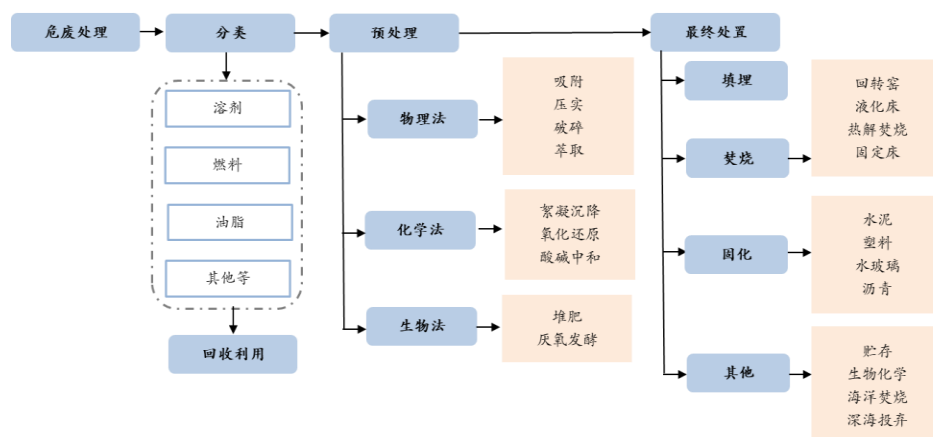 危废处理
分类
预处理
最终处置
溶剂
燃料
油脂
其他等
回收利用
物理法
吸附
压实
破碎
萃取
化学法
絮凝沉降
氧化还原
酸碱中和
生物法
堆肥
厌氧发酵
填埋
焚烧
回转窑
液化床
热解焚烧
固定床
固化
水泥
塑料
水玻璃
沥青
其他
贮存
生物化学
海洋焚烧
深海投弃